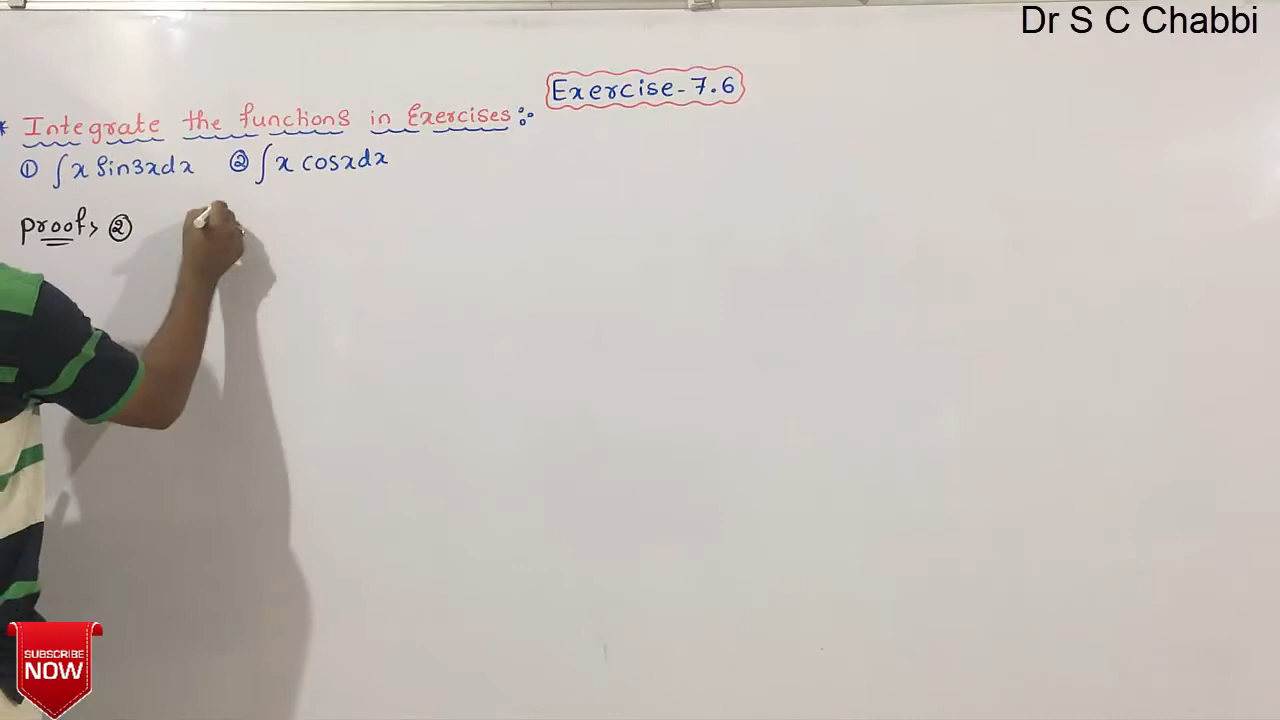 Dr S C Chabbi
Exercise-7.6
* Integrate the functions in Exercises :-
① ∫ x sin3x dx ② ∫ x cosx dx
proof> ②
SUBSCRIBE
NOW